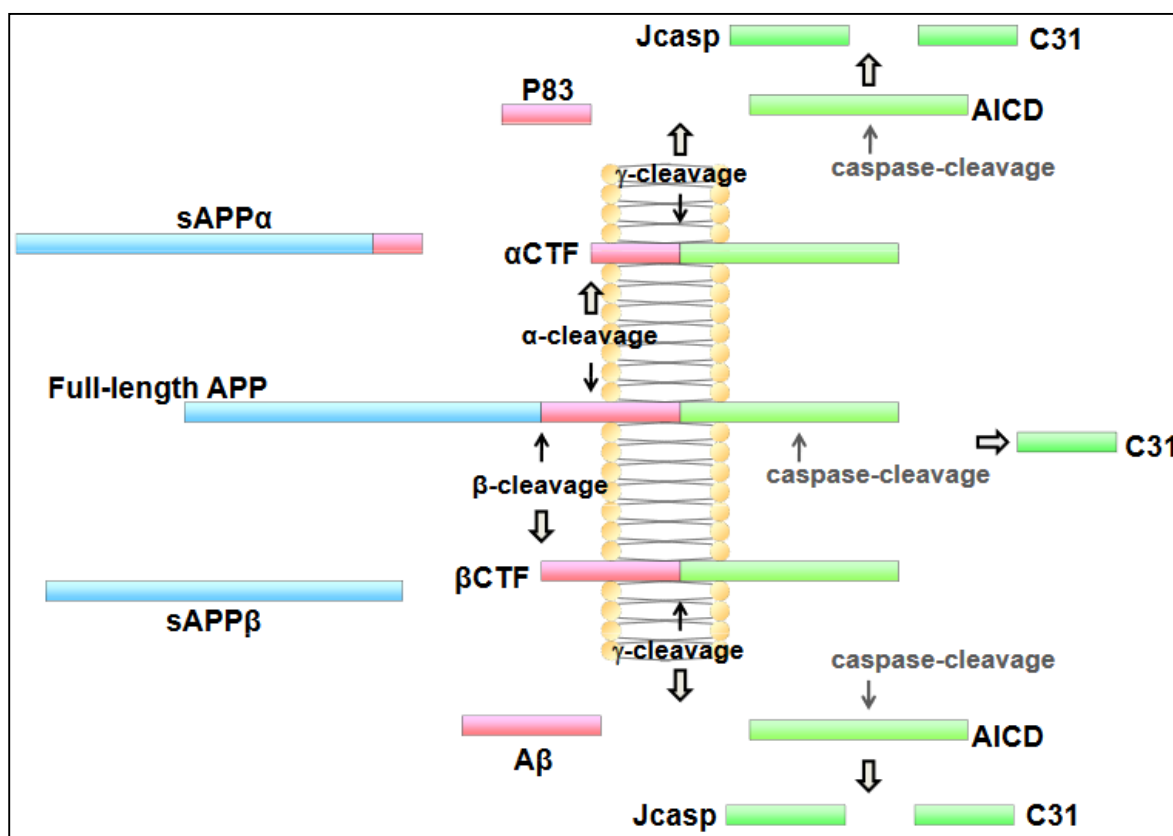 Jcasp C31
P83
AICD
caspase-cleavage
γ-cleavage
sAPPα
αCTF
α-cleavage
Full-length APP
C31
caspase-cleavage
β-cleavage
βCTF
sAPPβ
γ-cleavage
caspase-cleavage
AICD
Aβ
Jcasp C31